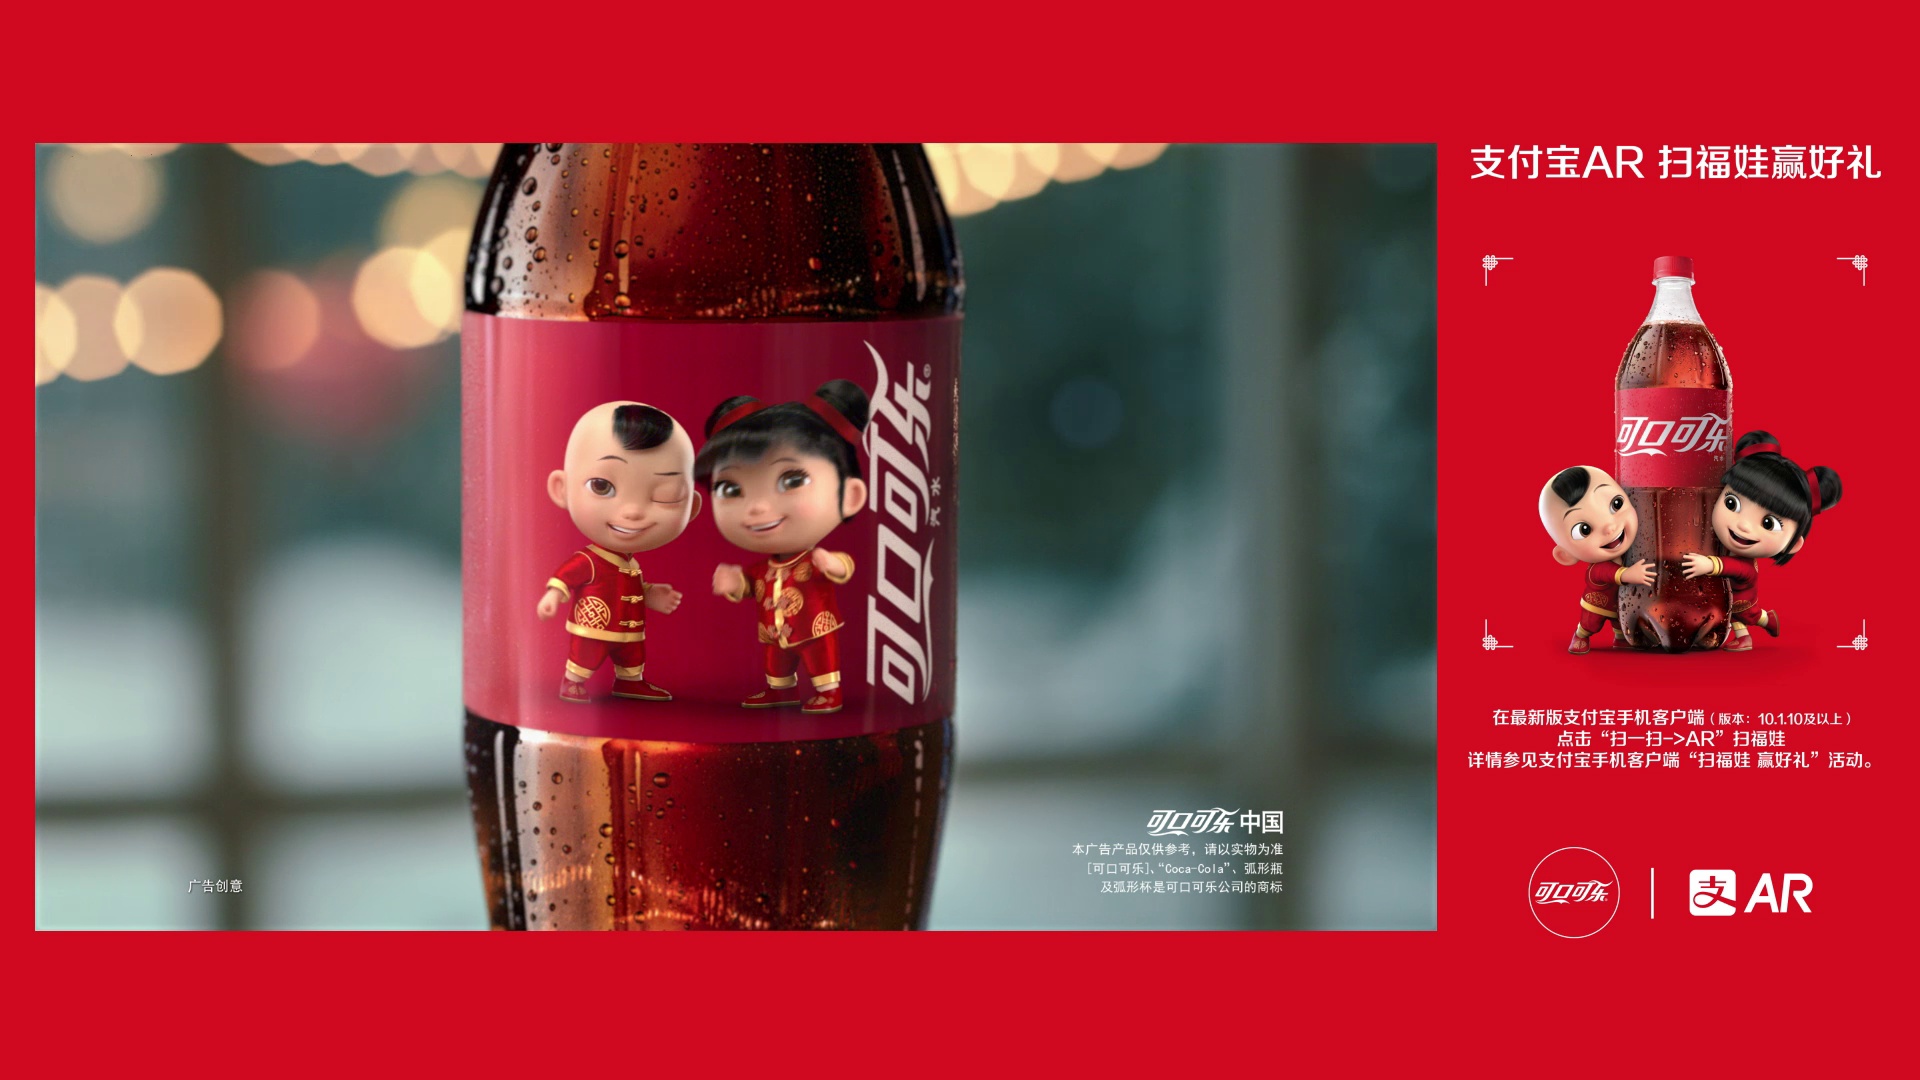 支付宝AR 扫福娃赢好礼
可口可乐®
汽水
可口可乐
汽水
在最新版支付宝手机客户端（版本：10.1.10及以上）
点击“扫一扫->AR”扫福娃
详情参见支付宝手机客户端“扫福娃 赢好礼”活动。
可口可乐中国
本广告产品仅供参考，请以实物为准
[可口可乐]、“Coca-Cola”、弧形瓶
及弧形杯是可口可乐公司的商标
广告创意
可口可乐
支 AR